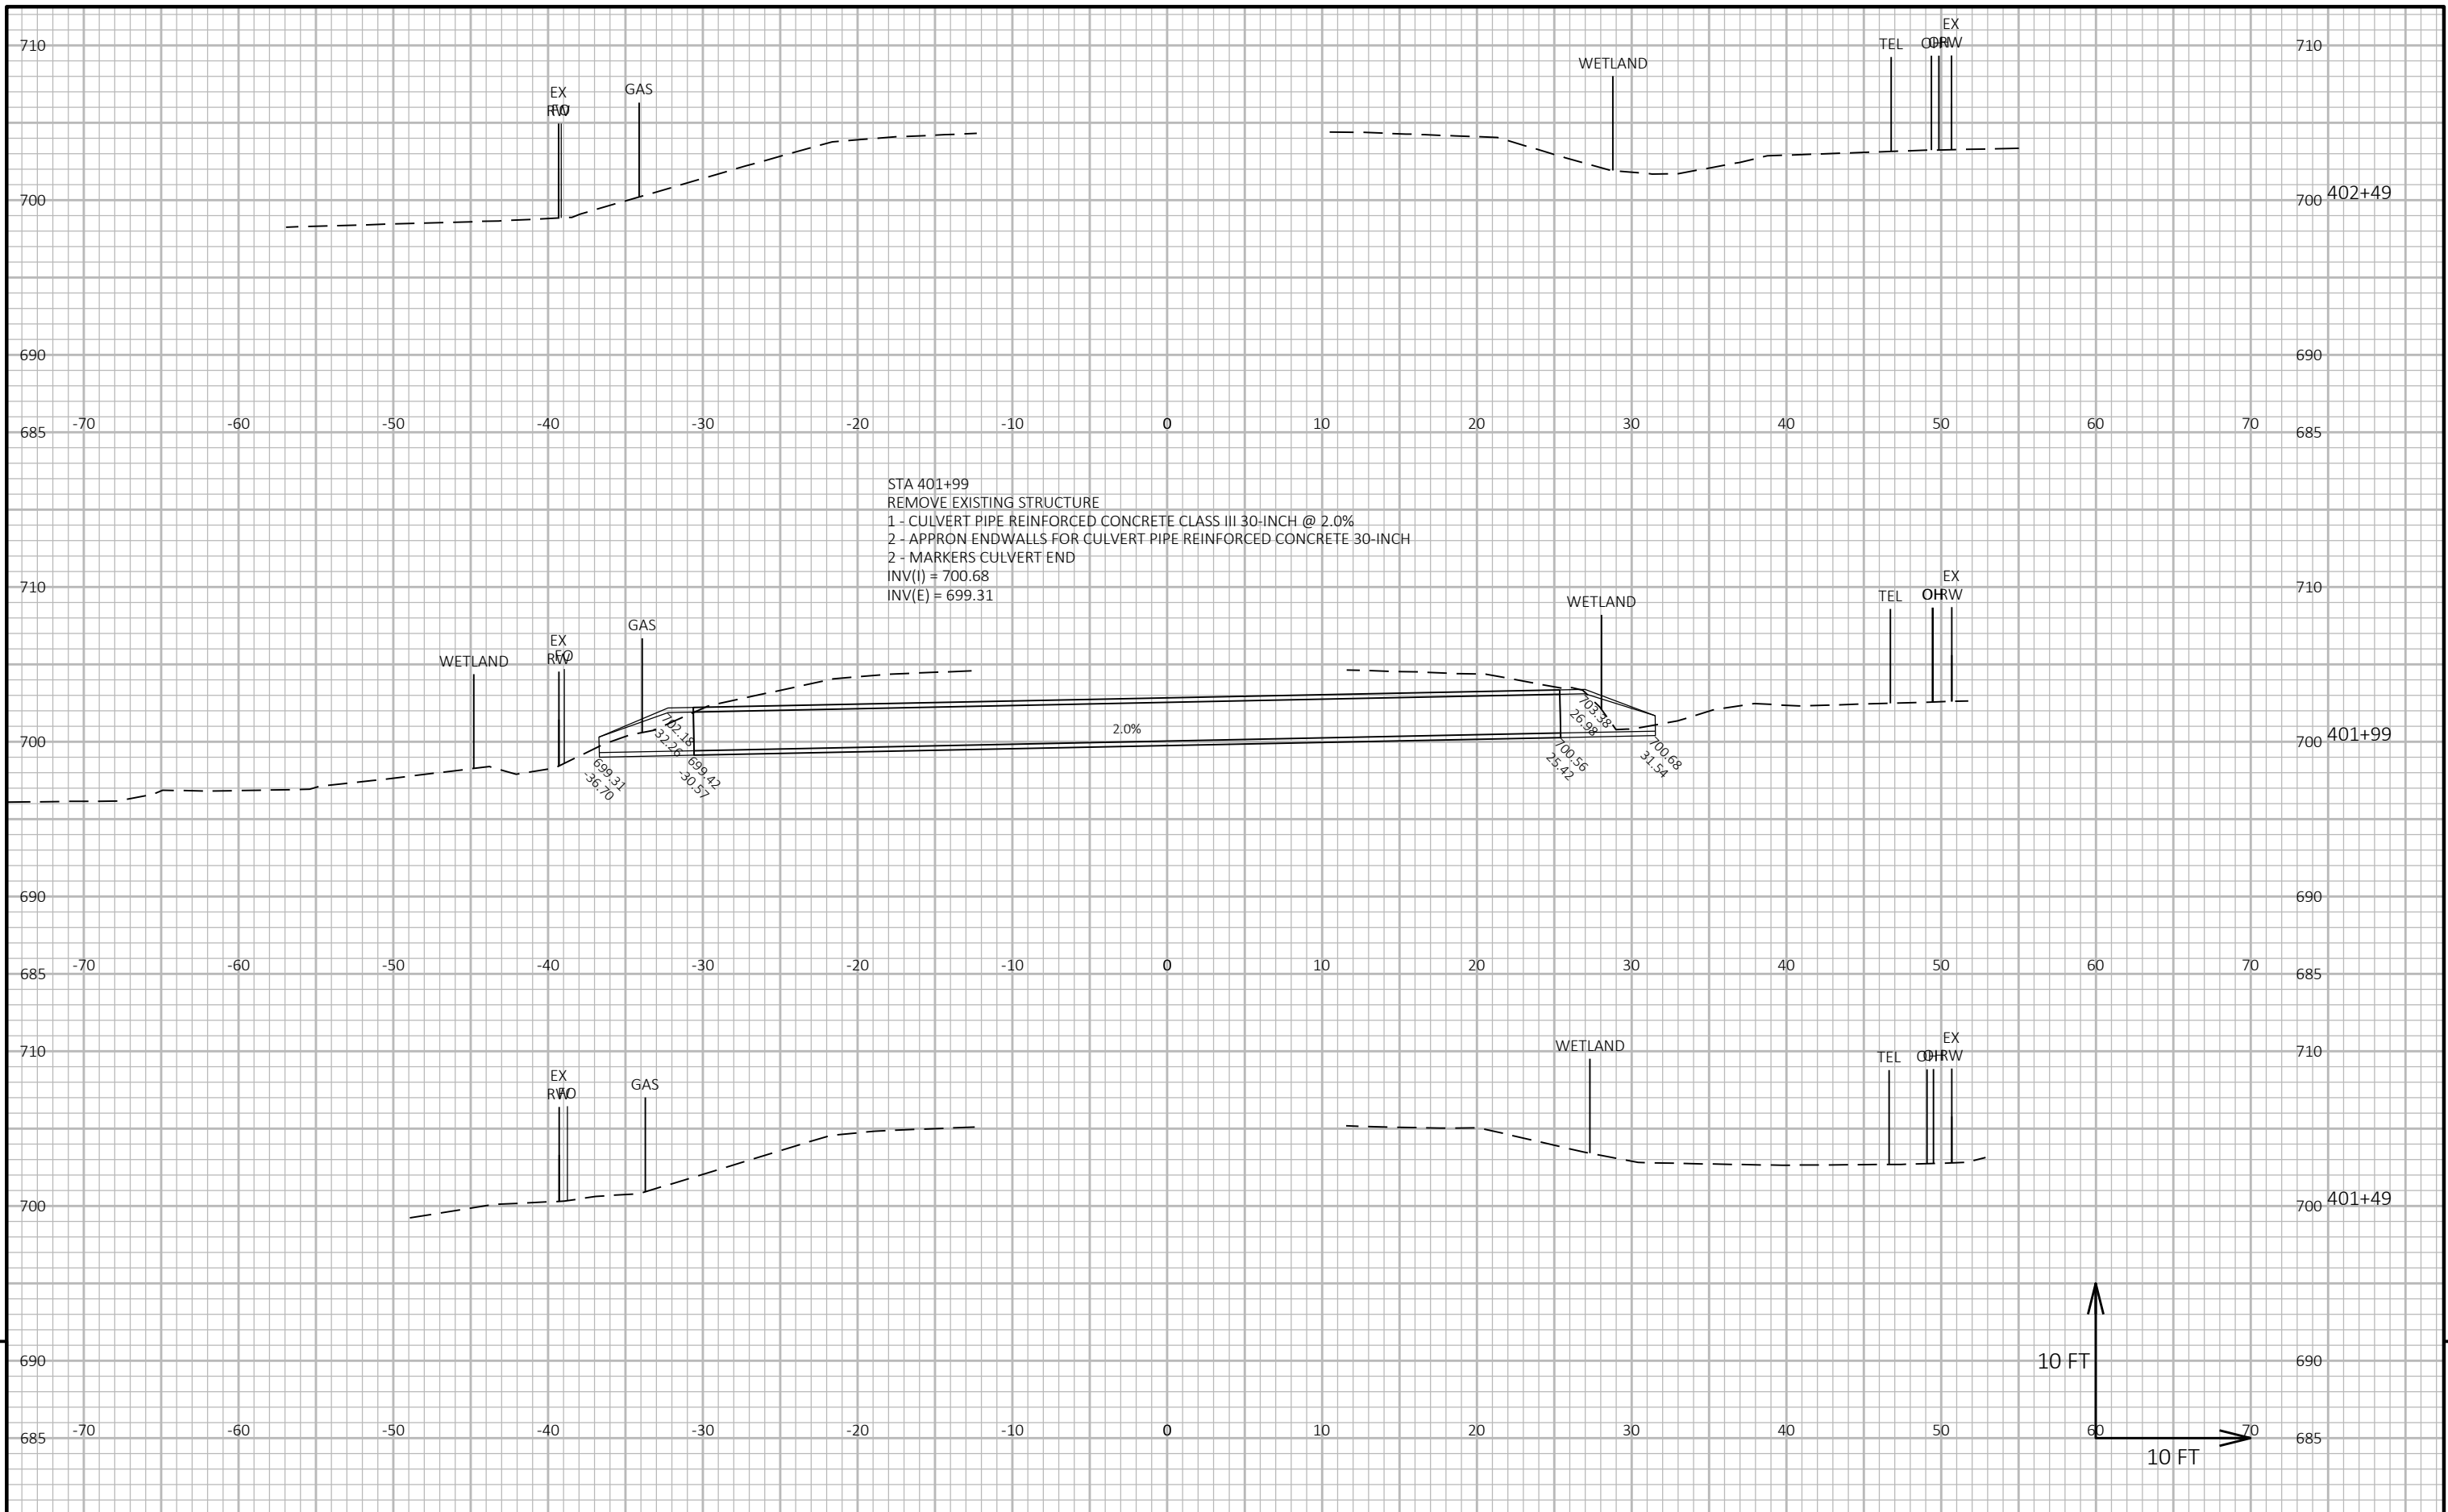 EX
710 TEL OH OH RW 710
WETLAND
EX GAS
RW FO
700 700 402+49
690 690
-70 -60 -50 -40 -30 -20 -10 0 10 20 30 40 50 60 70
685 685
STA 401+99
REMOVE EXISTING STRUCTURE
1 - CULVERT PIPE REINFORCED CONCRETE CLASS III 30-INCH @ 2.0%
2 - APPRON ENDWALLS FOR CULVERT PIPE REINFORCED CONCRETE 30-INCH
2 - MARKERS CULVERT END
INV(I) = 700.68
INV(E) = 699.31
EX
710 710
WETLAND TEL OH RW
GAS
EX
WETLAND RW FO
702.18
-32.26
703.38
26.98
2.0%
700 700 401+99
699.31
-36.70
699.42
-30.57
700.56
25.42
700.68
31.54
690 690
-70 -60 -50 -40 -30 -20 -10 0 10 20 30 40 50 60 70
685 685
EX
710 WETLAND TEL OH OH RW 710
EX GAS
RW FO
700 700 401+49
690 10 FT 690
-70 -60 -50 -40 -30 -20 -10 0 10 20 30 40 50 60 70
685 685
10 FT